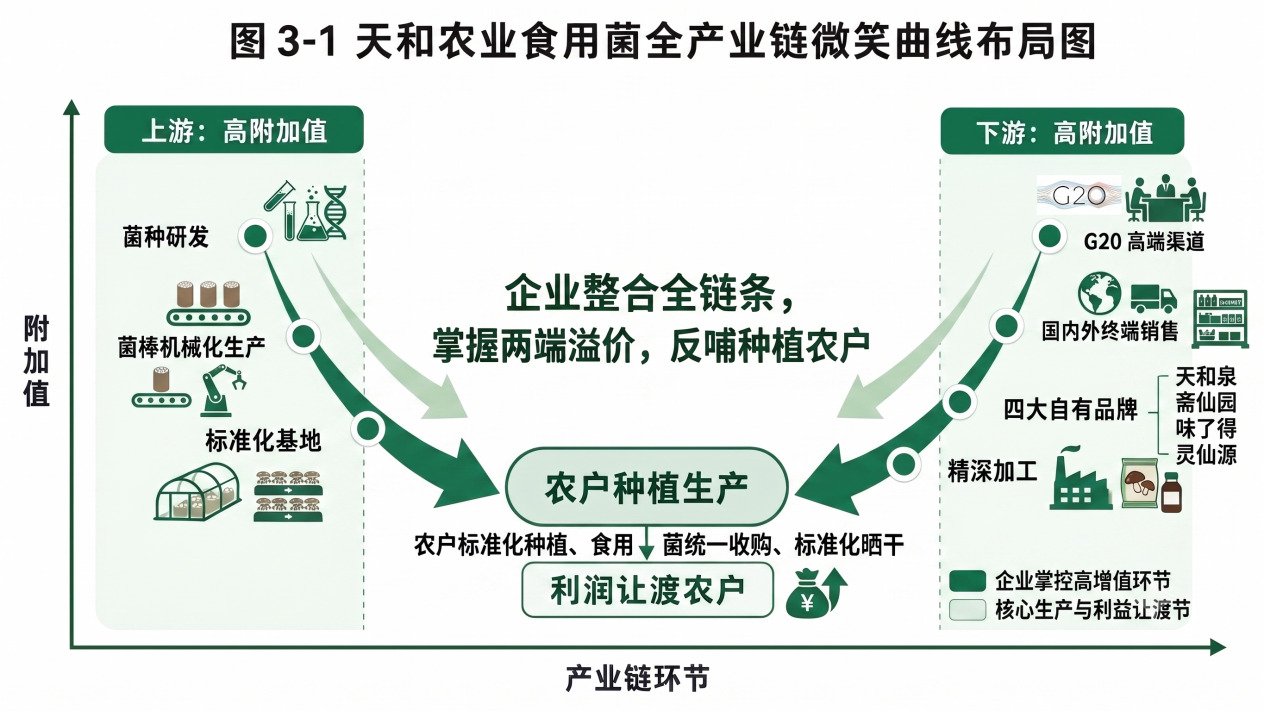 图 3-1 天和农业食用菌全产业链微笑曲线布局图
上游：高附加值
下游：高附加值
菌种研发
菌棒机械化生产
标准化基地
附加值
企业整合全链条，
掌握两端溢价，反哺种植农户
G20
G20 高端渠道
国内外终端销售
四大自有品牌
天和泉
斋仙园
味了得
灵仙源
精深加工
农户种植生产
农户标准化种植、食用 菌统一收购、标准化晒干
利润让渡农户
¥
企业掌控高增值环节
核心生产与利益让渡节
产业链环节